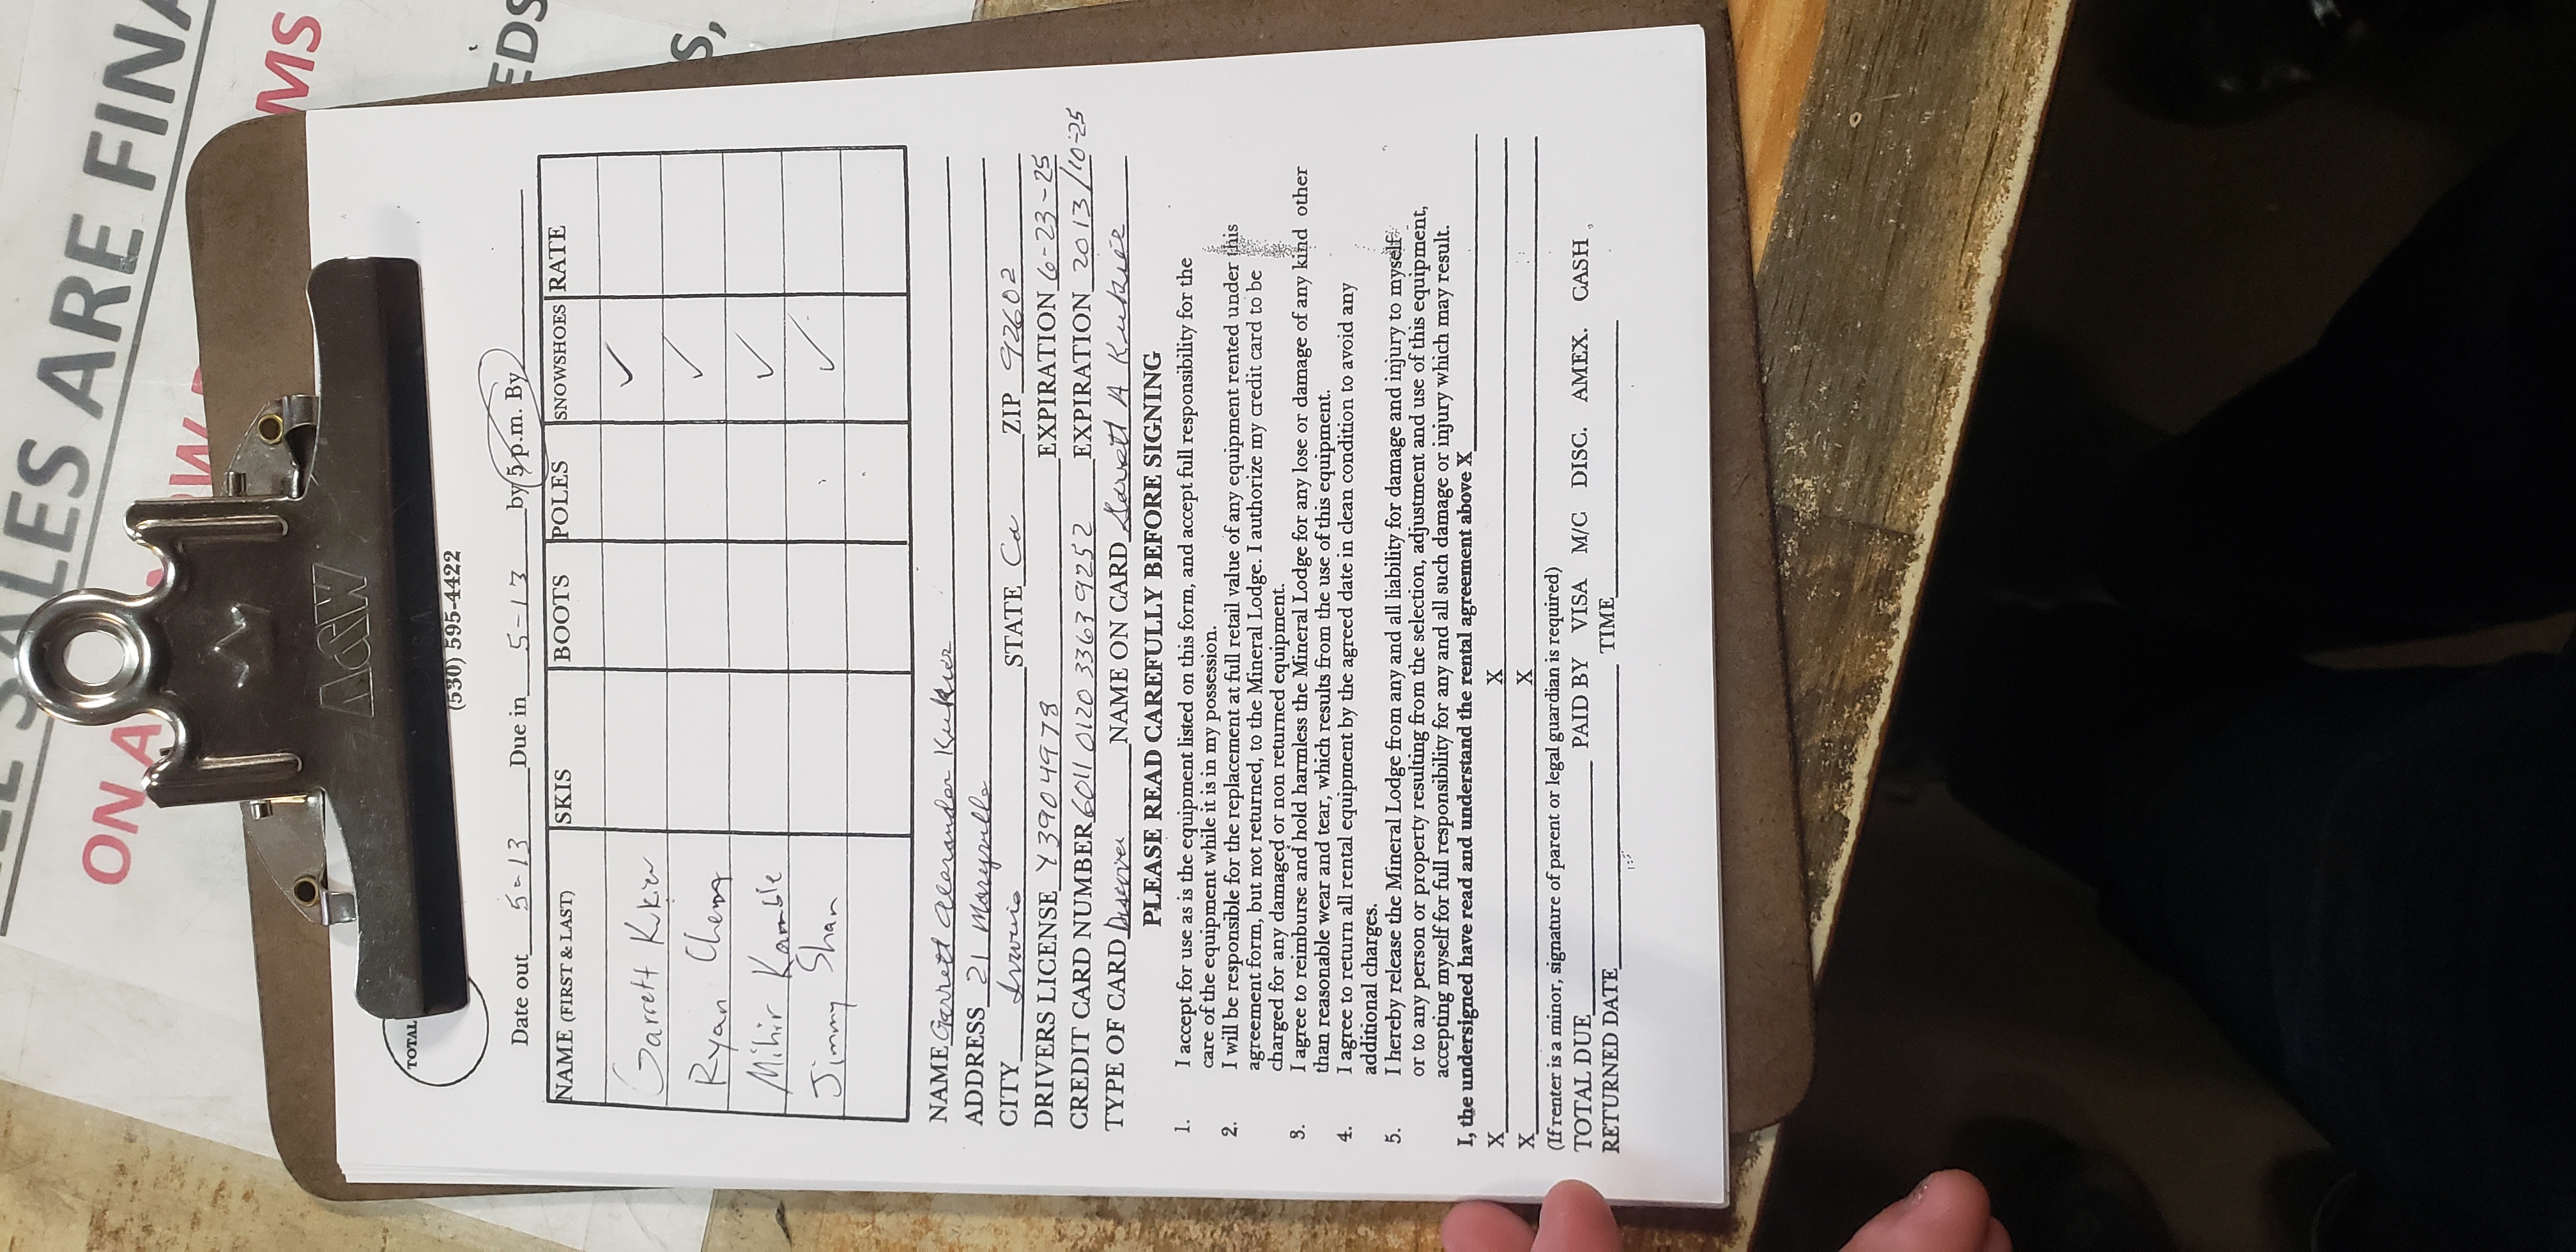 ALES ARE FINA
ON A
MS
EDS
S,
A&W
TOTAL
(530) 595-4422
Date out 5-13 Due in 5-13 by 5 p.m. By
NAME (FIRST & LAST) SKIS BOOTS POLES SNOWSHOES RATE
Garrett Kukier ✓
Ryan Cheng ✓
Mihir Kamble ✓
Jimmy Shan ✓
NAME Garrett Alexander Kukier
ADDRESS 21 Maryville
CITY Irvine STATE Ca ZIP 92602
DRIVERS LICENSE Y3904978 EXPIRATION 6-23-25
CREDIT CARD NUMBER 6011 0120 3363 9252 EXPIRATION 2013/10-25
TYPE OF CARD Discover NAME ON CARD Garrett A Kukier
PLEASE READ CAREFULLY BEFORE SIGNING
1. I accept for use as is the equipment listed on this form, and accept full responsibility for the
care of the equipment while it is in my possession.
2. I will be responsible for the replacement at full retail value of any equipment rented under this
agreement form, but not returned, to the Mineral Lodge. I authorize my credit card to be
charged for any damaged or non returned equipment.
3. I agree to reimburse and hold harmless the Mineral Lodge for any lose or damage of any kind other
than reasonable wear and tear, which results from the use of this equipment.
4. I agree to return all rental equipment by the agreed date in clean condition to avoid any
additional charges.
5. I hereby release the Mineral Lodge from any and all liability for damage and injury to myself
or to any person or property resulting from the selection, adjustment and use of this equipment,
accepting myself for full responsibility for any and all such damage or injury which may result.
I, the undersigned have read and understand the rental agreement above X
X X
X X
(If renter is a minor, signature of parent or legal guardian is required)
TOTAL DUE PAID BY VISA M/C DISC. AMEX. CASH
RETURNED DATE TIME